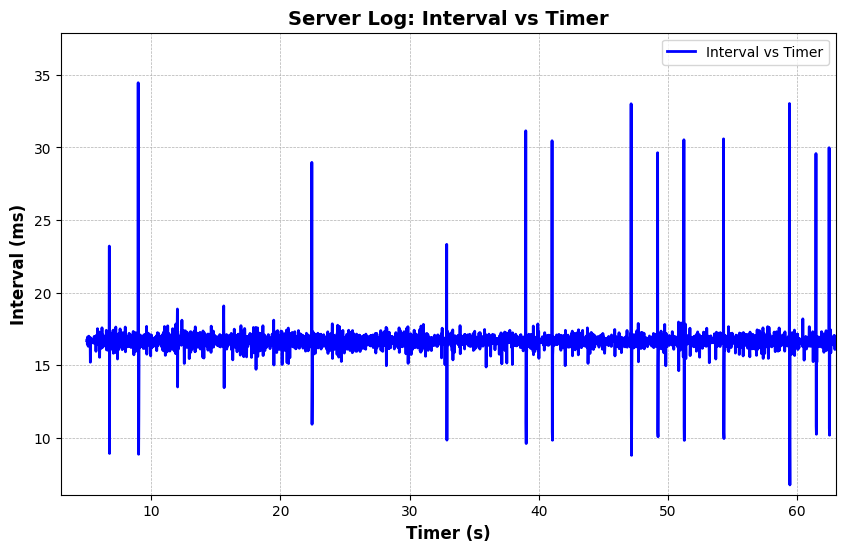 Server Log: Interval vs Timer
Interval vs Timer
Interval (ms)
35
30
25
20
15
10
10 20 30 40 50 60
Timer (s)